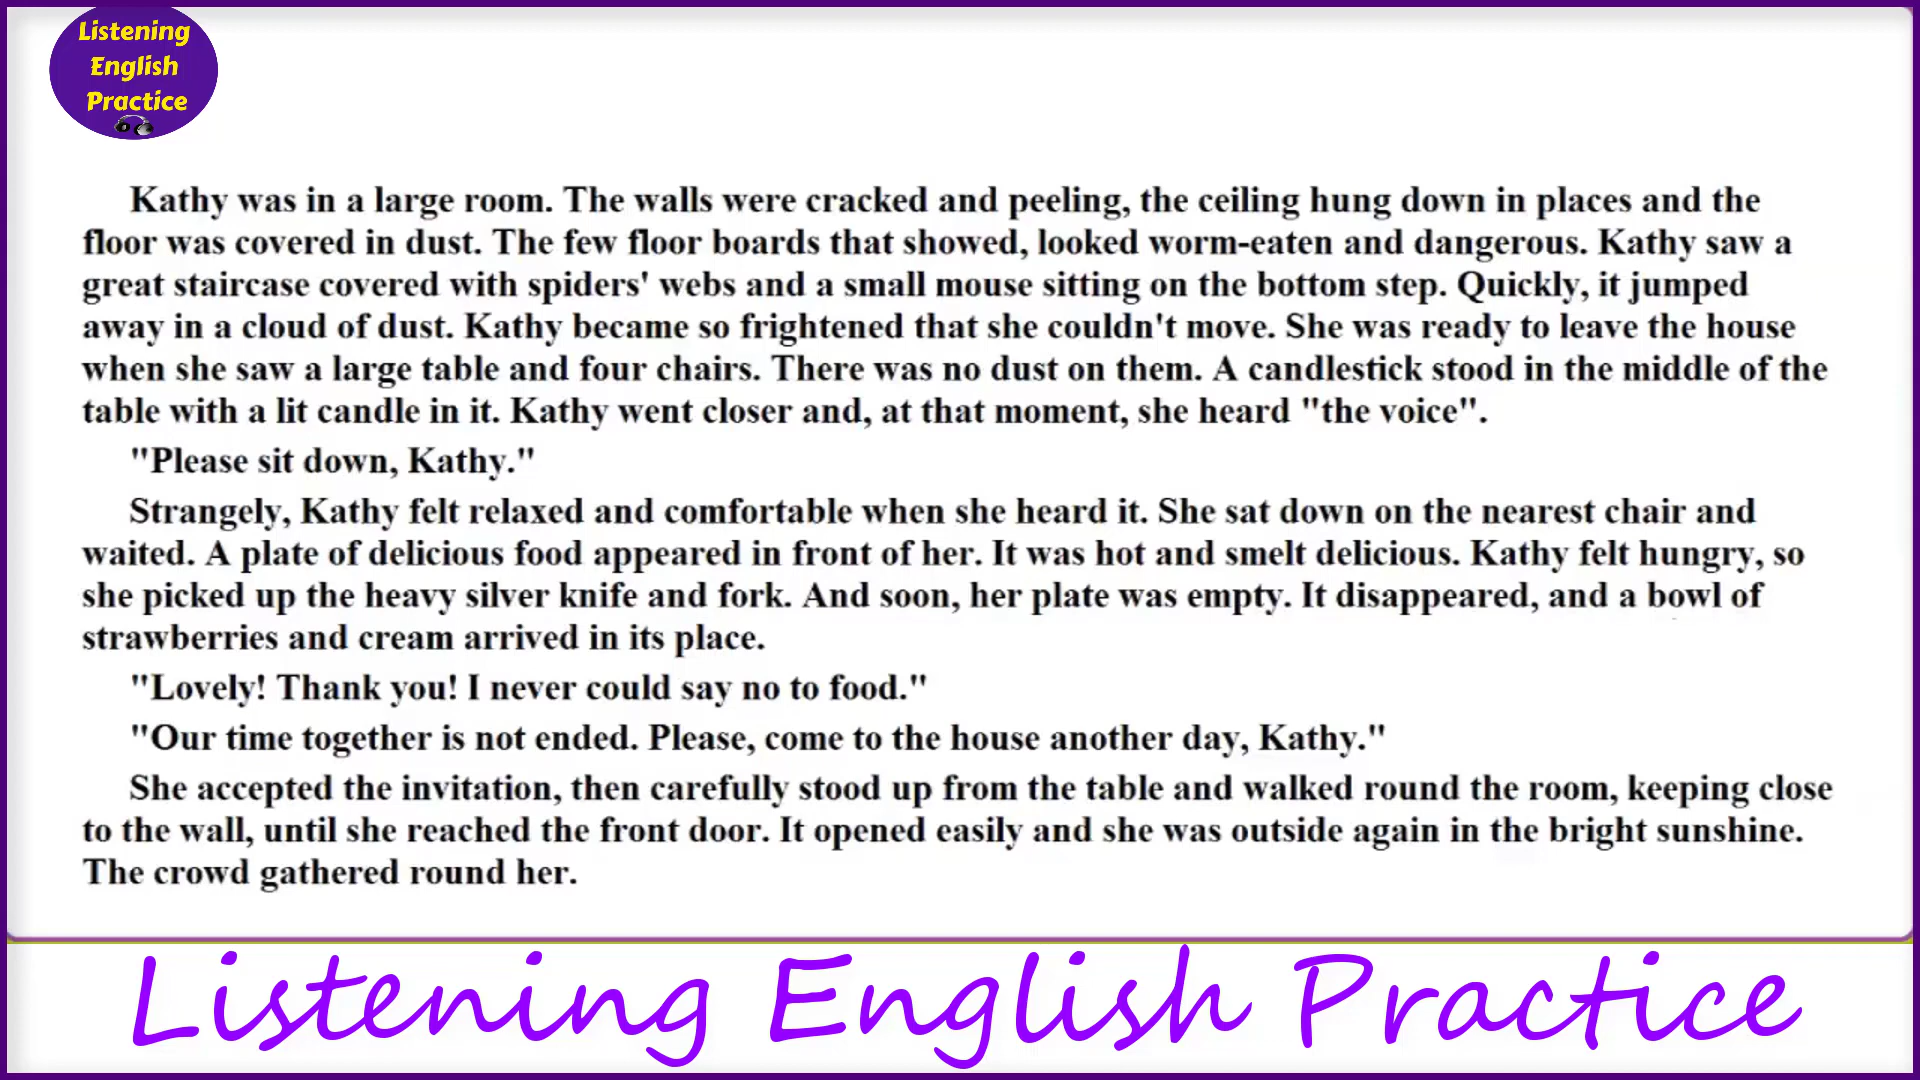 Listening
English
Practice
Kathy was in a large room. The walls were cracked and peeling, the ceiling hung down in places and the
floor was covered in dust. The few floor boards that showed, looked worm-eaten and dangerous. Kathy saw a
great staircase covered with spiders' webs and a small mouse sitting on the bottom step. Quickly, it jumped
away in a cloud of dust. Kathy became so frightened that she couldn't move. She was ready to leave the house
when she saw a large table and four chairs. There was no dust on them. A candlestick stood in the middle of the
table with a lit candle in it. Kathy went closer and, at that moment, she heard "the voice".
"Please sit down, Kathy."
Strangely, Kathy felt relaxed and comfortable when she heard it. She sat down on the nearest chair and
waited. A plate of delicious food appeared in front of her. It was hot and smelt delicious. Kathy felt hungry, so
she picked up the heavy silver knife and fork. And soon, her plate was empty. It disappeared, and a bowl of
strawberries and cream arrived in its place.
"Lovely! Thank you! I never could say no to food."
"Our time together is not ended. Please, come to the house another day, Kathy."
She accepted the invitation, then carefully stood up from the table and walked round the room, keeping close
to the wall, until she reached the front door. It opened easily and she was outside again in the bright sunshine.
The crowd gathered round her.
Listening English Practice